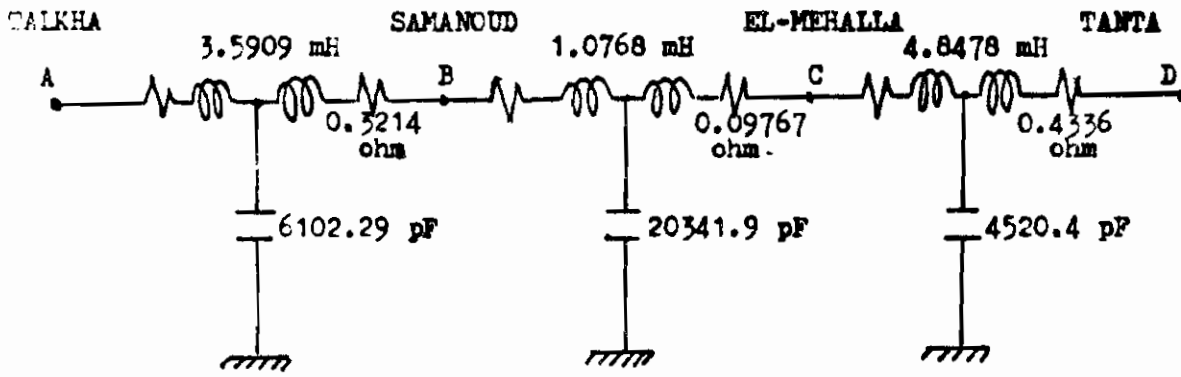 TALKHA SAMANOUD EL-MEHALLA TANTA
3.5909 mH 1.0768 mH 4.8478 mH
A B C D
0.3214 ohm
0.09767 ohm.
0.4336 ohm
6102.29 pF 20341.9 pF 4520.4 pF